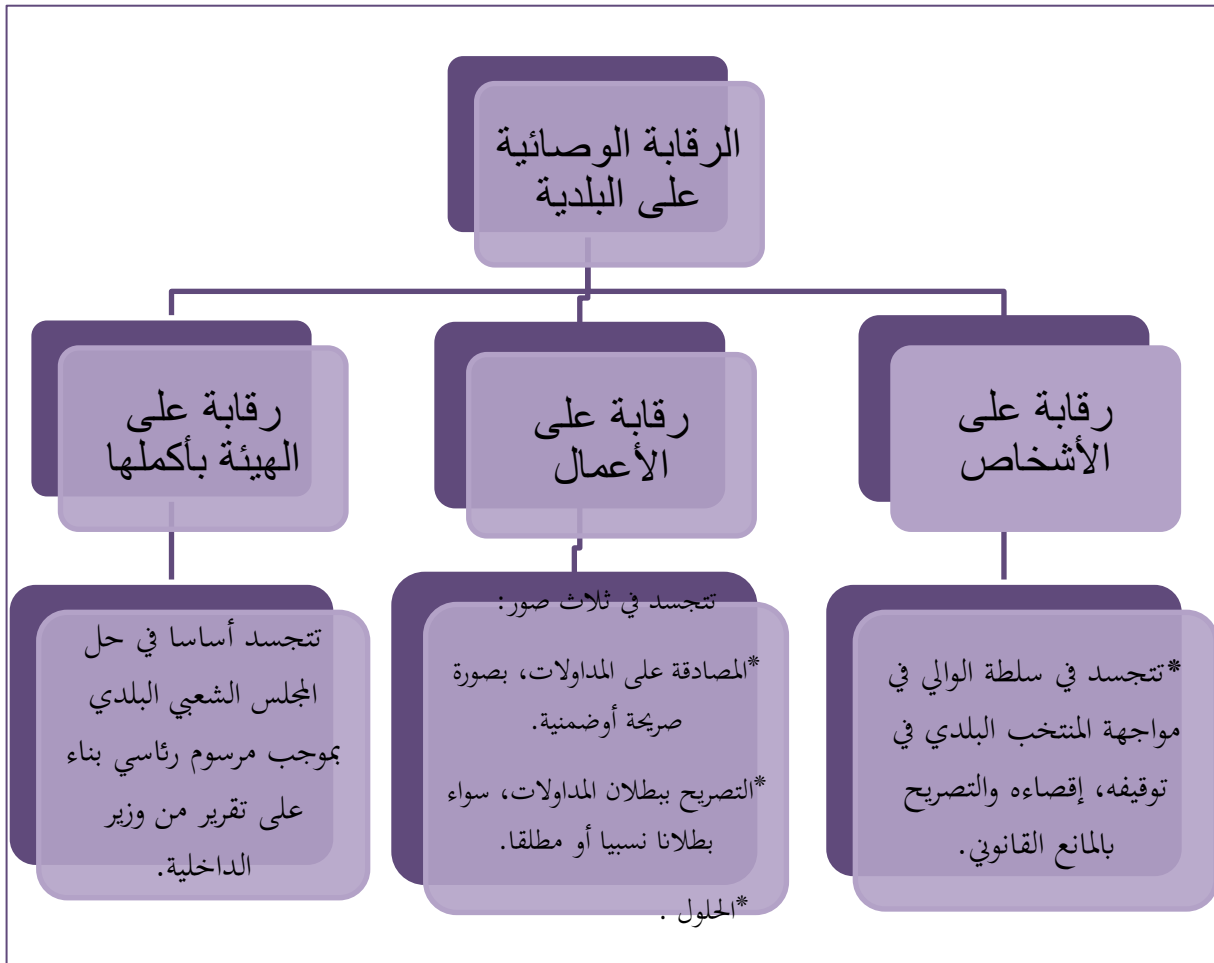 الرقابة الوصائية
على البلدية
رقابة على
الأشخاص
رقابة على
الأعمال
رقابة على
الهيئة بأكملها
*تتجسد في سلطة الوالي في
مواجهة المنتخب البلدي في
توقيفه، إقصاءه والتصريح
بالمانع القانوني.
تتجسد في ثلاث صور:
*المصادقة على المداولات، بصورة
صريحة أوضمنية.
*التصريح ببطلان المداولات، سواء
بطلانا نسبيا أو مطلقا.
*الحلول .
تتجسد أساسا في حل
المجلس الشعبي البلدي
بموجب مرسوم رئاسي بناء
على تقرير من وزير
الداخلية.